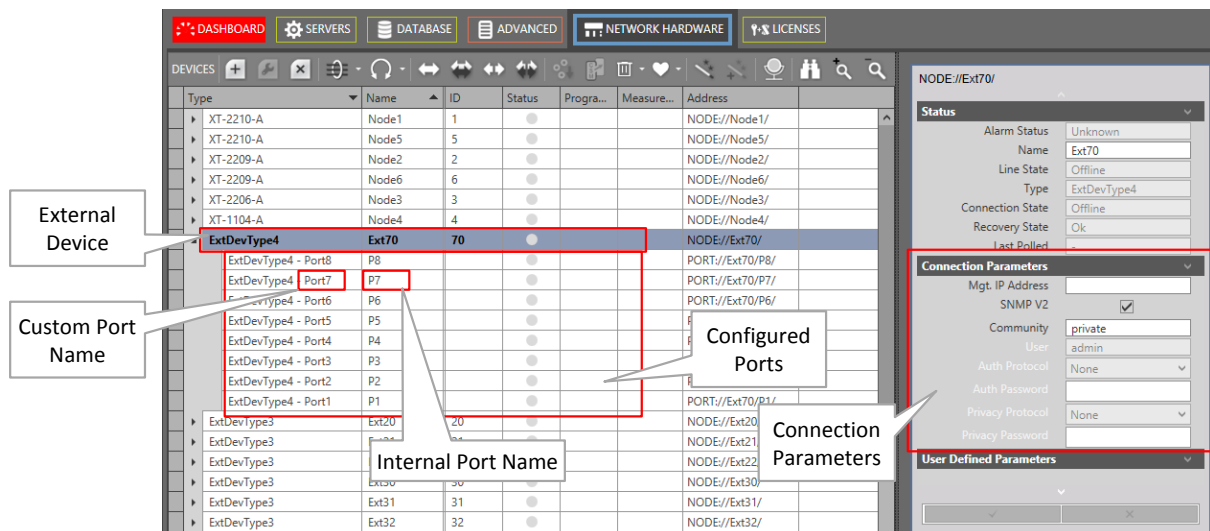 DASHBOARD SERVERS DATABASE ADVANCED NETWORK HARDWARE LICENSES
DEVICES
Type Name ID Status Progra... Measure... Address
XT-2210-A Node1 1 NODE://Node1/
XT-2210-A Node5 5 NODE://Node5/
XT-2209-A Node2 2 NODE://Node2/
XT-2209-A Node6 6 NODE://Node6/
XT-2206-A Node3 3 NODE://Node3/
XT-1104-A Node4 4 NODE://Node4/
ExtDevType4 Ext70 70 NODE://Ext70/
ExtDevType4 - Port8 P8 PORT://Ext70/P8/
ExtDevType4 - Port7 P7 PORT://Ext70/P7/
ExtDevType4 - Port6 P6 PORT://Ext70/P6/
ExtDevType4 - Port5 P5
ExtDevType4 - Port4 P4
ExtDevType4 - Port3 P3
ExtDevType4 - Port2 P2
ExtDevType4 - Port1 P1 PORT://Ext70/P1/
ExtDevType3 Ext20 20 NODE://Ext20/
ExtDevType3 NODE://Ext21/
ExtDevType3 NODE://Ext22
ExtDevType3 Ext30 30 NODE://Ext30/
ExtDevType3 Ext31 31 NODE://Ext31/
ExtDevType3 Ext32 32 NODE://Ext32/
External
Device
Custom Port
Name
Internal Port Name
Configured
Ports
Connection
Parameters
NODE://Ext70/
Status
Alarm Status Unknown
Name Ext70
Line State Offline
Type ExtDevType4
Connection State Offline
Recovery State Ok
Last Polled -
Connection Parameters
Mgt. IP Address
SNMP V2
Community private
User admin
Auth Protocol None
Auth Password
Privacy Protocol None
Privacy Password
User Defined Parameters